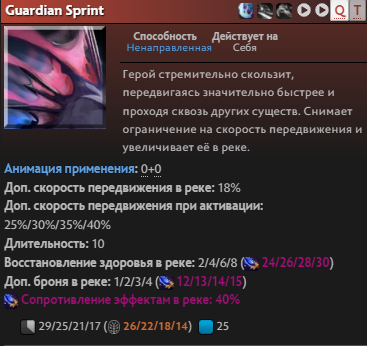 Guardian Sprint
Q T
Способность Действует на
Ненаправленная Себя
Герой стремительно скользит,
передвигаясь значительно быстрее и
проходя сквозь других существ. Снимает
ограничение на скорость передвижения и
увеличивает её в реке.
Анимация применения: 0+0
Доп. скорость передвижения в реке: 18%
Доп. скорость передвижения при активации:
25%/30%/35%/40%
Длительность: 10
Восстановление здоровья в реке: 2/4/6/8 ( 24/26/28/30)
Доп. броня в реке: 1/2/3/4 ( 12/13/14/15)
Сопротивление эффектам в реке: 40%
29/25/21/17 ( 26/22/18/14) 25